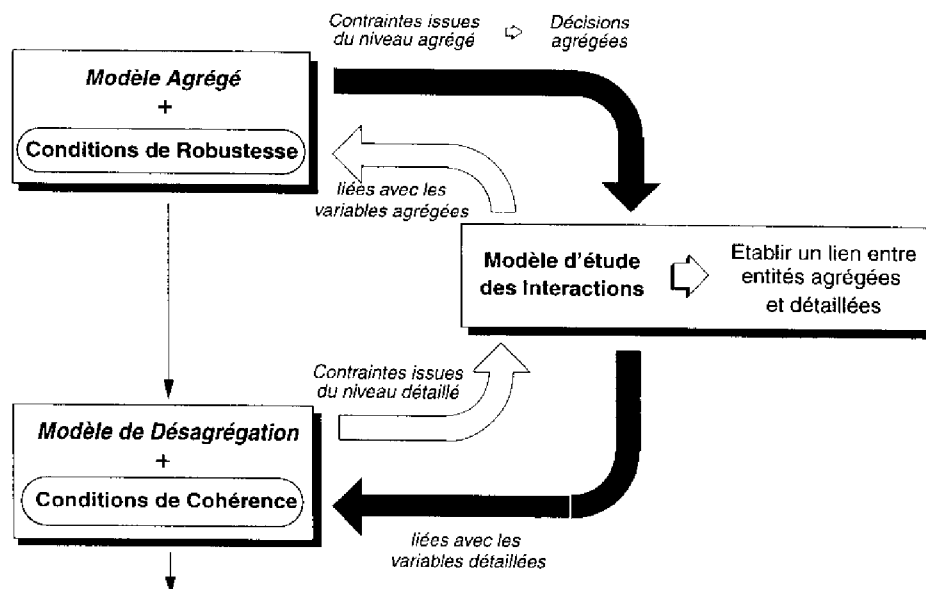 Contraintes issues
du niveau agrégé
Décisions
agrégées
Modèle Agrégé
+
Conditions de Robustesse
liées avec les
variables agrégées
Modèle d'étude
des Interactions
Etablir un lien entre
entités agrégées
et détaillées
Contraintes issues
du niveau détaillé
Modèle de Désagrégation
+
Conditions de Cohérence
liées avec les
variables détaillées